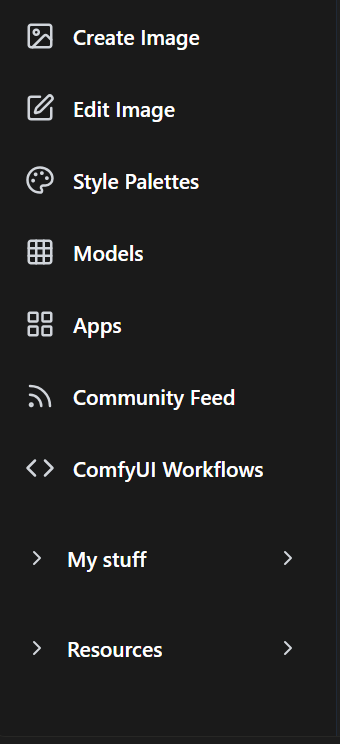 Create Image
Edit Image
Style Palettes
Models
Apps
Community Feed
ComfyUI Workflows
My stuff
Resources